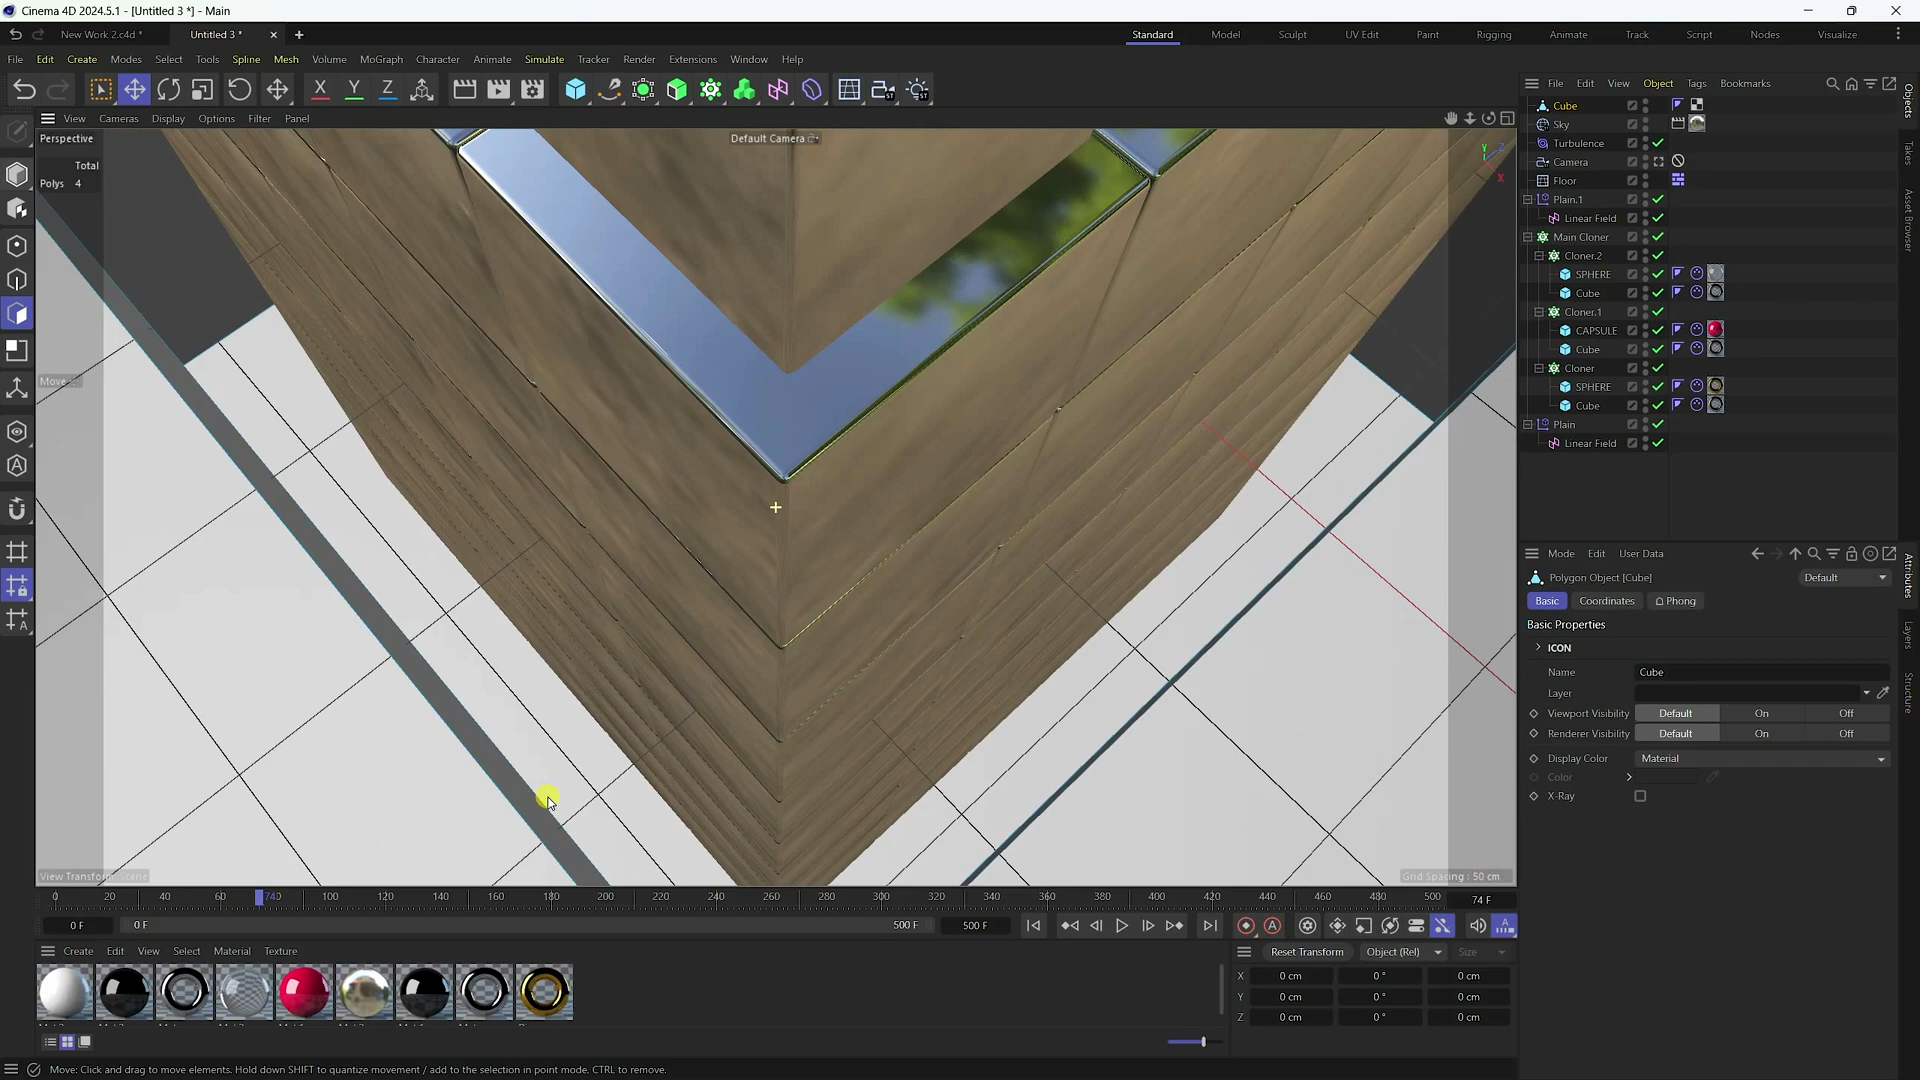 Cinema 4D 2024.5.1 - [Untitled 3 *] - Main
New Work 2.c4d *
Untitled 3 *
Standard
Model
Sculpt
UV Edit
Paint
Rigging
Animate
Track
Script
Nodes
Visualize
File Edit Create Modes Select Tools Spline Mesh Volume MoGraph Character Animate Simulate Tracker Render Extensions Window Help
X Y Z
File Edit View Object Tags Bookmarks
View Cameras Display Options Filter Panel
Perspective
Default Camera
Total
Polys 4
Move
Y
Z
X
View Transform: Scene
Grid Spacing : 50 cm
Cube
Sky
Turbulence
Camera
Floor
Plain.1
Linear Field
Main Cloner
Cloner.2
SPHERE
Cube
Cloner.1
CAPSULE
Cube
Cloner
SPHERE
Cube
Plain
Linear Field
Objects
Takes
Asset Browser
Mode Edit User Data
Polygon Object [Cube]
Default
Basic
Coordinates
Phong
Basic Properties
ICON
Name Cube
Layer
Viewport Visibility Default On Off
Renderer Visibility Default On Off
Display Color Material
Color
X-Ray
Attributes
Layers
Structure
0 20 40 60 740 100 120 140 160 180 200 220 240 260 280 300 320 340 360 380 400 420 440 460 480 500
74 F
0 F
0 F
500 F
500 F
Create Edit View Select Material Texture
Reset Transform
Object (Rel)
Size
X 0 cm 0 ° 0 cm
Y 0 cm 0 ° 0 cm
Z 0 cm 0 ° 0 cm
Move: Click and drag to move elements. Hold down SHIFT to quantize movement / add to the selection in point mode, CTRL to remove.